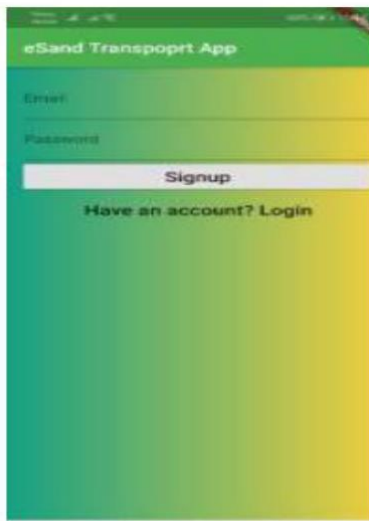 eSand Transpoprt App
Email
Password
Signup
Have an account? Login